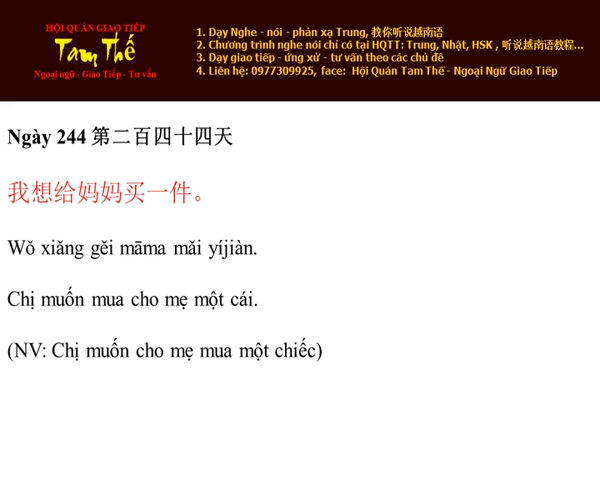 HỘI QUÁN GIAO TIẾP
Tam Thế
Ngoại ngữ - Giao Tiếp - Tư vấn
1. Dạy Nghe - nói - phản xạ Trung, 教你听说越南语
2. Chương trình nghe nói chỉ có tại HQTT: Trung, Nhật, HSK , 听说越南语教程...
3. Dạy giao tiếp - ứng xử - tư vấn theo các chủ đề
4. Liên hệ: 0977309925, face: Hội Quán Tam Thế - Ngoại Ngữ Giao Tiếp
Ngày 244 第二百四十四天
我想给妈妈买一件。
Wǒ xiǎng gěi māma mǎi yíjiàn.
Chị muốn mua cho mẹ một cái.
(NV: Chị muốn cho mẹ mua một chiếc)